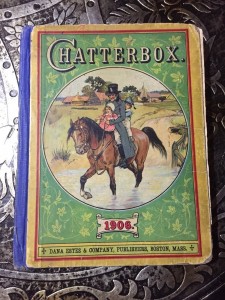 CHATTERBOX.
1906
DANA ESTES & COMPANY, PUBLISHERS, BOSTON, MASS.